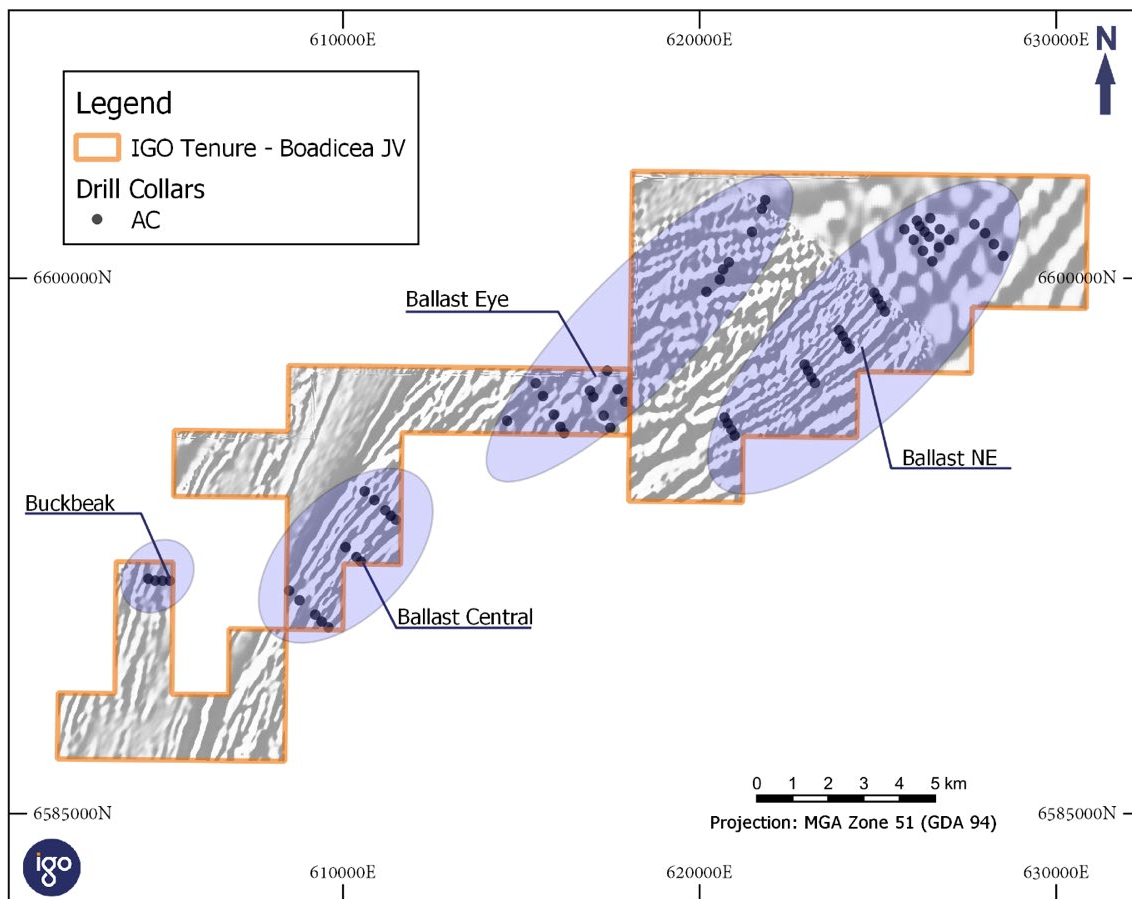 610000E
620000E
630000E
N
Legend
IGO Tenure - Boadicea JV
Drill Collars
AC
6600000N
6600000N
Ballast Eye
Ballast NE
Buckbeak
Ballast Central
0 1 2 3 4 5 km
Projection: MGA Zone 51 (GDA 94)
6585000N
6585000N
igo
610000E
620000E
630000E